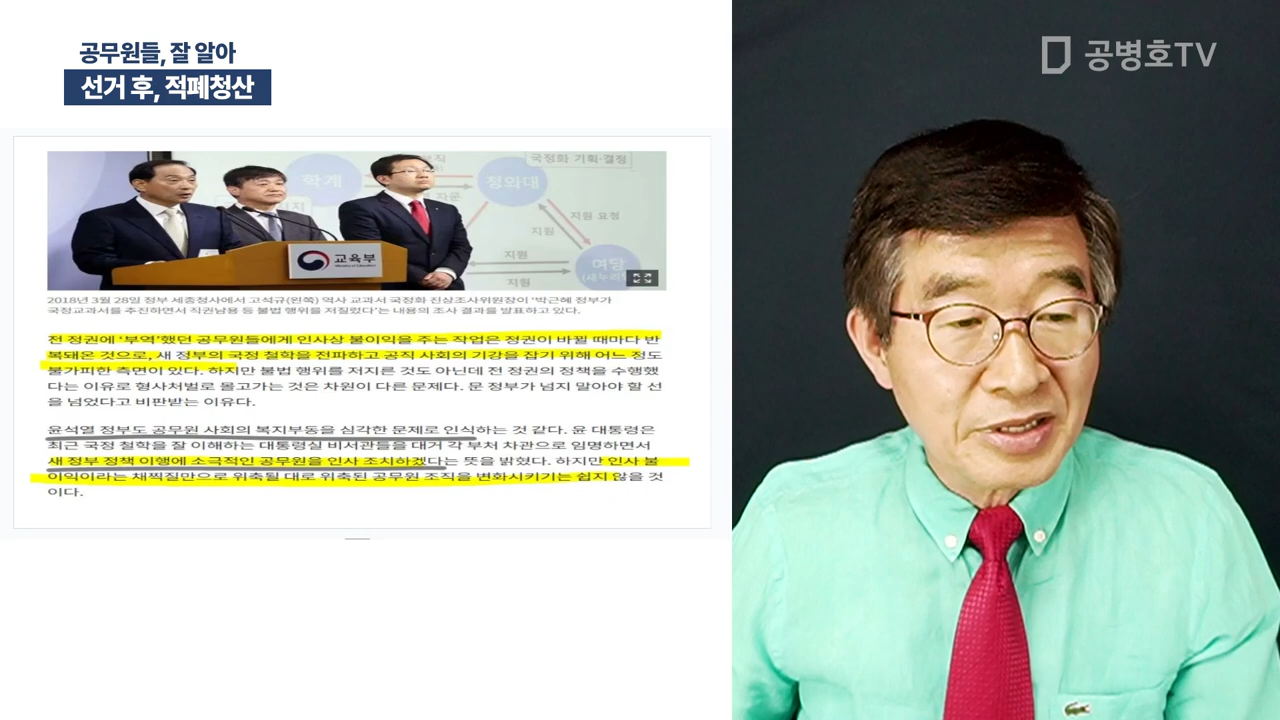 공무원들, 잘 알아
선거 후, 적폐청산
공병호TV
학계
청와대
국정화 기획·결정
자문
지원 요청
지원
지원
지원
여당
교육부
Ministry of Education
2018년 3월 28일 정부 세종청사에서 고석규(왼쪽) 역사 교과서 국정화 진상조사위원장이 '박근혜 정부가
국정교과서를 추진하면서 직권남용 등 불법 행위를 저질렀다'는 내용의 조사 결과를 발표하고 있다.
전 정권에 '부역'했던 공무원들에게 인사상 불이익을 주는 작업은 정권이 바뀔 때마다 반
복돼온 것으로, 새 정부의 국정 철학을 전파하고 공직 사회의 기강을 잡기 위해 어느 정도
불가피한 측면이 있다. 하지만 불법 행위를 저지른 것도 아닌데 전 정권의 정책을 수행했
다는 이유로 형사처벌로 몰고가는 것은 차원이 다른 문제다. 문 정부가 넘지 말아야 할 선
을 넘었다고 비판받는 이유다.
윤석열 정부도 공무원 사회의 복지부동을 심각한 문제로 인식하는 것 같다. 윤 대통령은
최근 국정 철학을 잘 이해하는 대통령실 비서관들을 대거 각 부처 차관으로 임명하면서
새 정부 정책 이행에 소극적인 공무원을 인사 조치하겠다는 뜻을 밝혔다. 하지만 인사 불
이익이라는 채찍질만으로 위축될 대로 위축된 공무원 조직을 변화시키기는 쉽지 않을 것
이다.